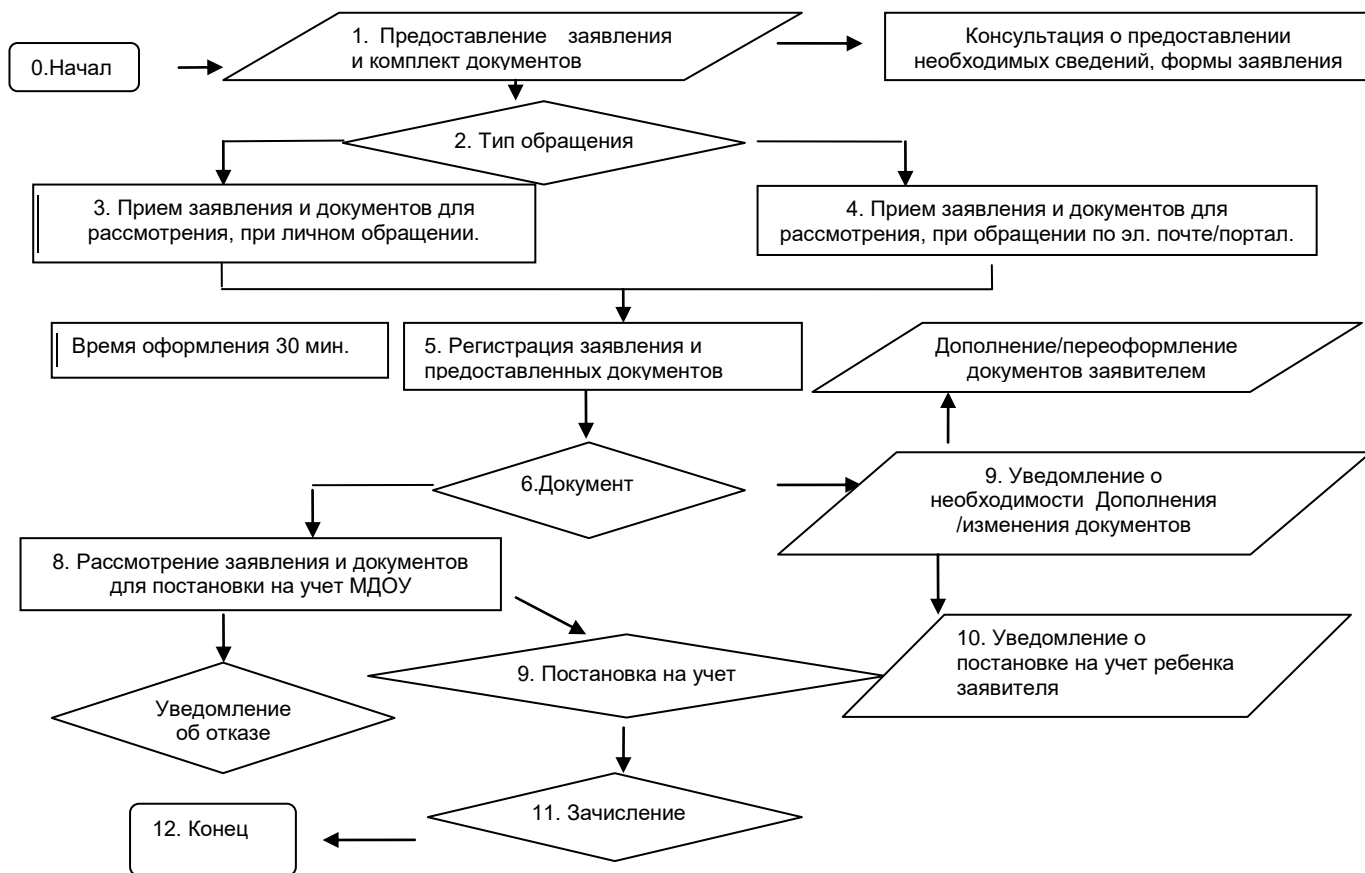 1. Предоставление заявления
и комплект документов
Консультация о предоставлении
необходимых сведений, формы заявления
0.Начал
2. Тип обращения
3. Прием заявления и документов для
рассмотрения, при личном обращении.
4. Прием заявления и документов для
рассмотрения, при обращении по эл. почте/портал.
Время оформления 30 мин.
5. Регистрация заявления и
предоставленных документов
Дополнение/переоформление
документов заявителем
6.Документ
9. Уведомление о
необходимости Дополнения
/изменения документов
8. Рассмотрение заявления и документов
для постановки на учет МДОУ
9. Постановка на учет
10. Уведомление о
постановке на учет ребенка
заявителя
Уведомление
об отказе
11. Зачисление
12. Конец